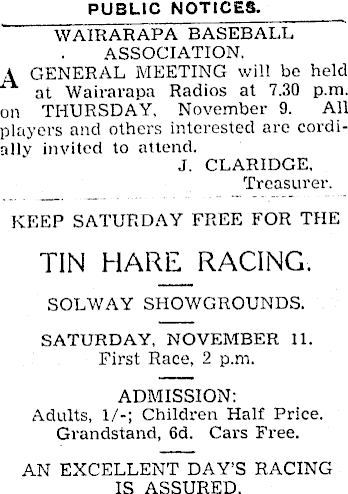 PUBLIC NOTICES.
WAIRARAPA BASEBALL
ASSOCIATION.
A GENERAL MEETING will be held
at Wairarapa Radios at 7.30 p.m.
on THURSDAY, November 9. All
players and others interested are cordi-
ally invited to attend.
J. CLARIDGE,
Treasurer.
KEEP SATURDAY FREE FOR THE
TIN HARE RACING.
SOLWAY SHOWGROUNDS.
SATURDAY, NOVEMBER 11.
First Race, 2 p.m.
ADMISSION:
Adults, 1/-; Children Half Price.
Grandstand, 6d. Cars Free.
AN EXCELLENT DAY'S RACING
IS ASSURED.